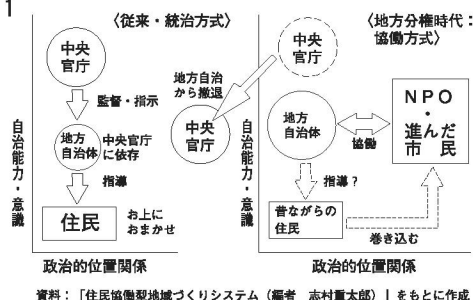 1
〈従来・統治方式〉
中央
官庁
監督・指示
地方
自治体
中央官庁
に依存
指導
住民
お上に
おまかせ
自治能力・意識
政治的位置関係
〈地方分権時代：
協働方式〉
中央
官庁
地方自治
から撤退
中央
官庁
地方
自治体
協働
NPO
・
進んだ
市民
指導？
昔ながらの
住民
巻き込む
自治能力・意識
政治的位置関係
資料：「住民協働型地域づくりシステム（編者　志村重太郎）」をもとに作成